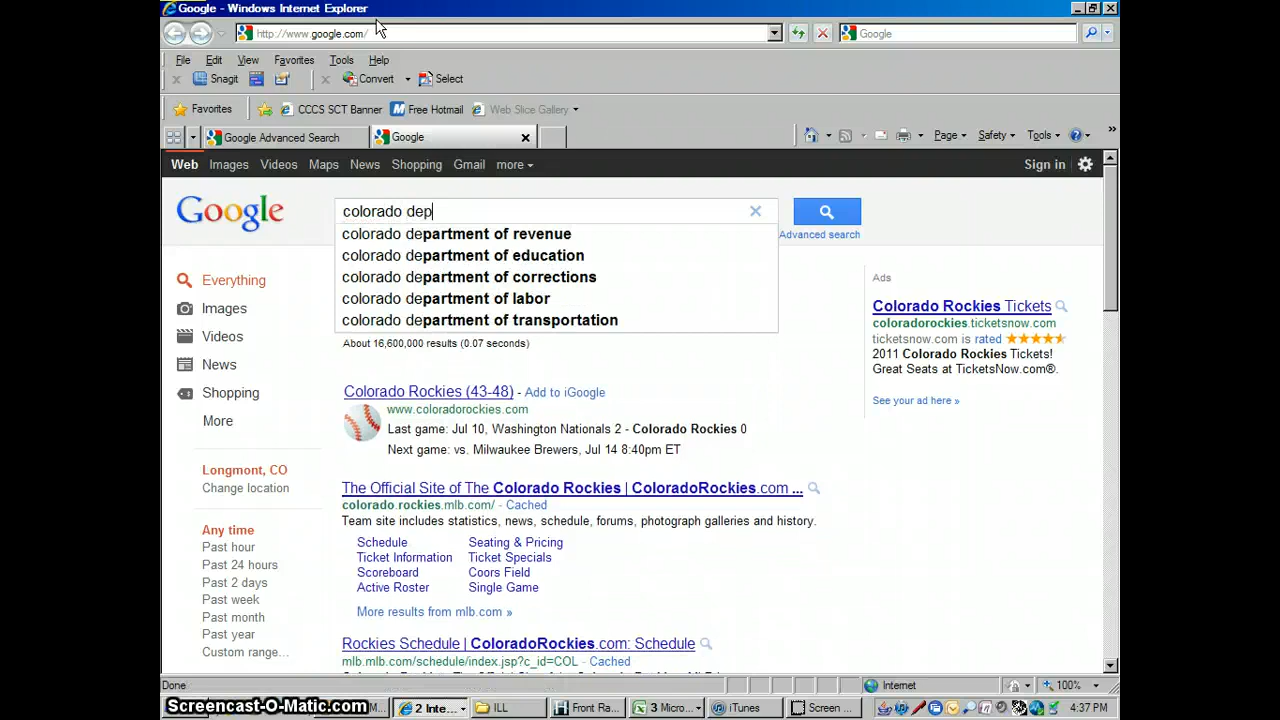 Google - Windows Internet Explorer
http://www.google.com/
Google
File Edit View Favorites Tools Help
Snagit
Convert
Select
Favorites
CCCS SCT Banner
Free Hotmail
Web Slice Gallery
Google Advanced Search
Google
Page
Safety
Tools
Web Images Videos Maps News Shopping Gmail more
Sign in
Google
colorado dep
Advanced search
colorado department of revenue
colorado department of education
colorado department of corrections
colorado department of labor
colorado department of transportation
About 16,600,000 results (0.07 seconds)
Everything
Images
Videos
News
Shopping
More
Longmont, CO
Change location
Any time
Past hour
Past 24 hours
Past 2 days
Past week
Past month
Past year
Custom range...
Colorado Rockies (43-48) - Add to iGoogle
www.coloradorockies.com
Last game: Jul 10, Washington Nationals 2 - Colorado Rockies 0
Next game: vs. Milwaukee Brewers, Jul 14 8:40pm ET
The Official Site of The Colorado Rockies | ColoradoRockies.com ...
colorado.rockies.mlb.com/ - Cached
Team site includes statistics, news, schedule, forums, photograph galleries and history.
Schedule Seating & Pricing
Ticket Information Ticket Specials
Scoreboard Coors Field
Active Roster Single Game
More results from mlb.com »
Rockies Schedule | ColoradoRockies.com: Schedule
mlb.mlb.com/schedule/index.jsp?c_id=COL - Cached
Ads
Colorado Rockies Tickets
coloradorockies.ticketsnow.com
ticketsnow.com is rated
2011 Colorado Rockies Tickets!
Great Seats at TicketsNow.com®.
See your ad here »
Done
Internet
100%
Screencast-O-Matic.com
2 Inte...
ILL
Front Ra...
3 Micro...
iTunes
Screen ...
4:37 PM